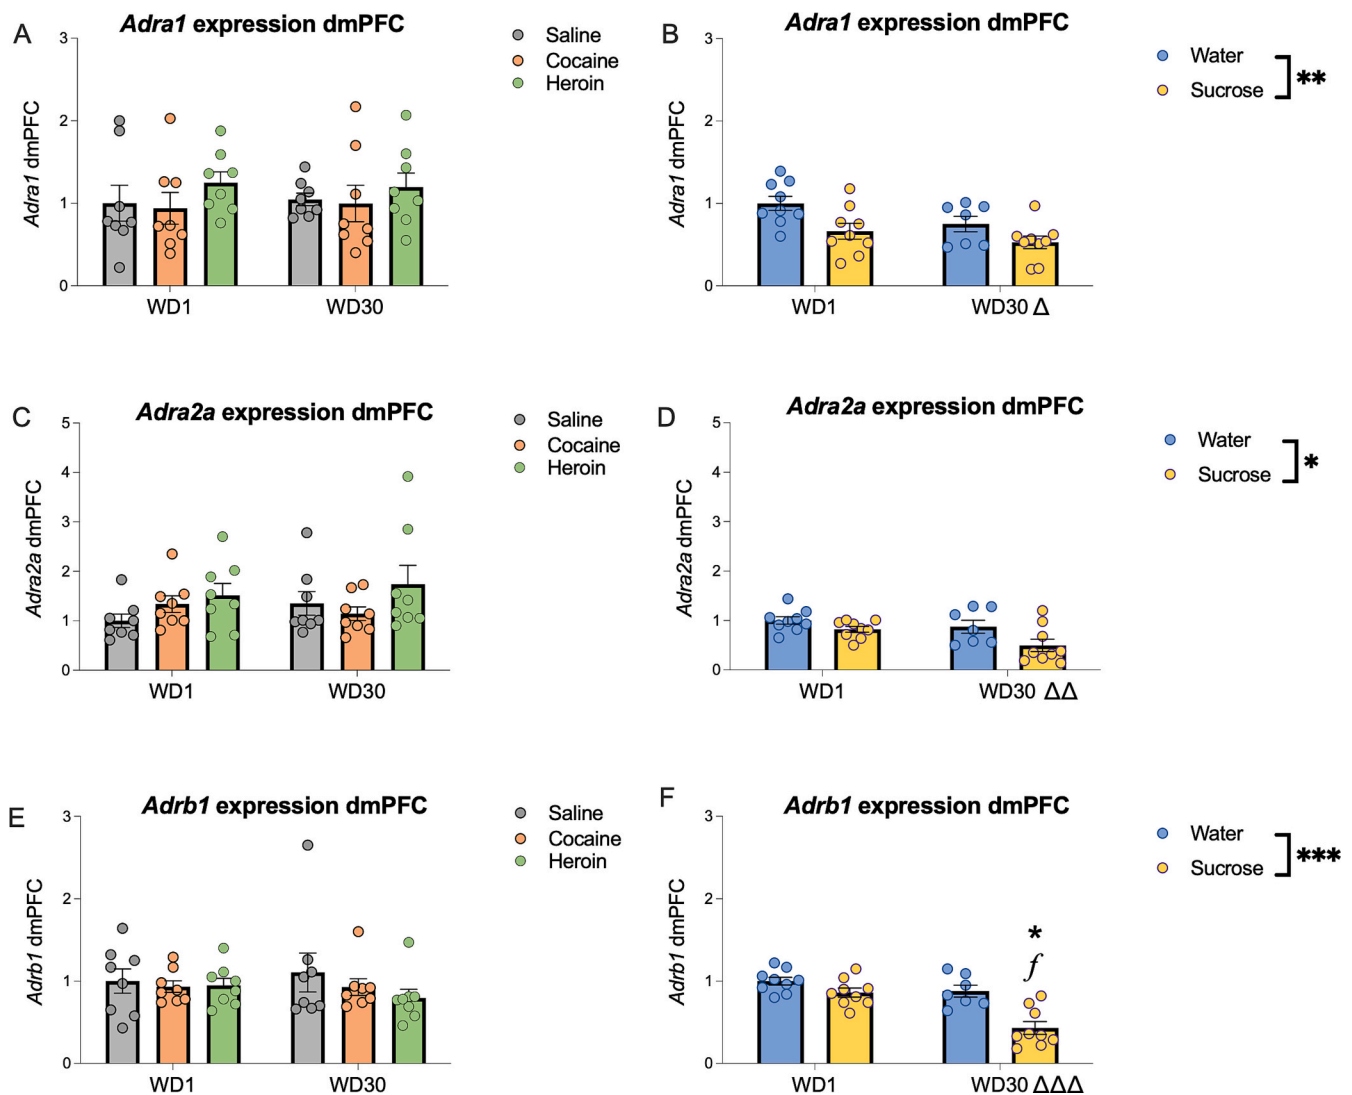 A
Adra1 expression dmPFC
Saline
Cocaine
Heroin
Adra1 dmPFC
3
2
1
0
WD1
WD30
B
Adra1 expression dmPFC
Water
Sucrose
**
Adra1 dmPFC
3
2
1
0
WD1
WD30 Δ
C
Adra2a expression dmPFC
Saline
Cocaine
Heroin
Adra2a dmPFC
5
4
3
2
1
0
WD1
WD30
D
Adra2a expression dmPFC
Water
Sucrose
*
Adra2a dmPFC
5
4
3
2
1
0
WD1
WD30 ΔΔ
E
Adrb1 expression dmPFC
Saline
Cocaine
Heroin
Adrb1 dmPFC
3
2
1
0
WD1
WD30
F
Adrb1 expression dmPFC
Water
Sucrose
***
Adrb1 dmPFC
3
2
1
0
*
f
WD1
WD30 ΔΔΔ